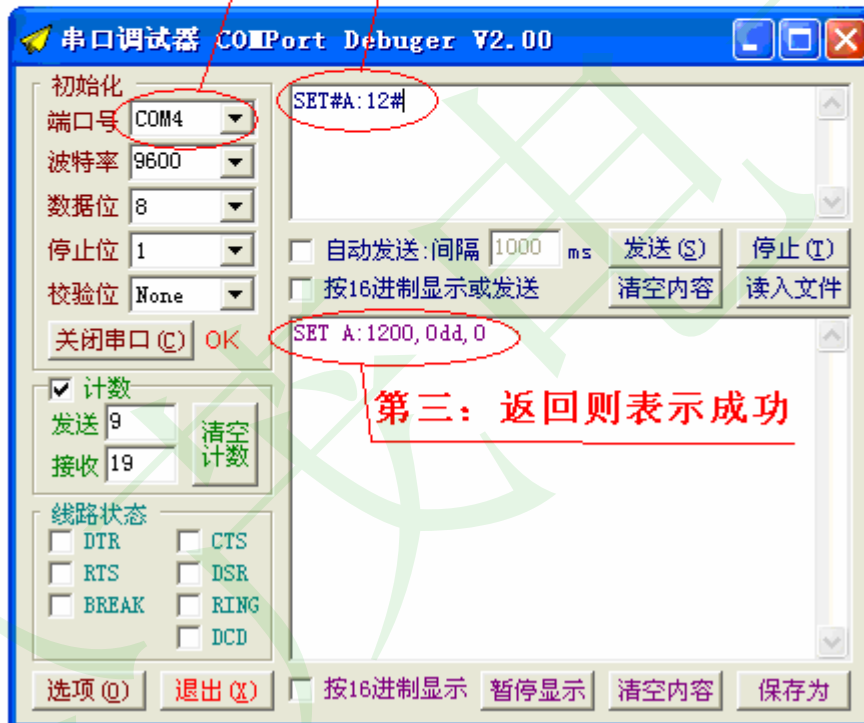 串口调试器 COMPort Debuger V2.00
初始化
端口号 COM4
波特率 9600
数据位 8
停止位 1
校验位 None
关闭串口(C) OK
SET#A:12#
自动发送:间隔 1000 ms 发送(S) 停止(T)
按16进制显示或发送 清空内容 读入文件
SET A:1200,Odd,0
第三：返回则表示成功
计数
发送 9
接收 19
清空
计数
线路状态
DTR CTS
RTS DSR
BREAK RING
DCD
选项(O) 退出(X) 按16进制显示 暂停显示 清空内容 保存为